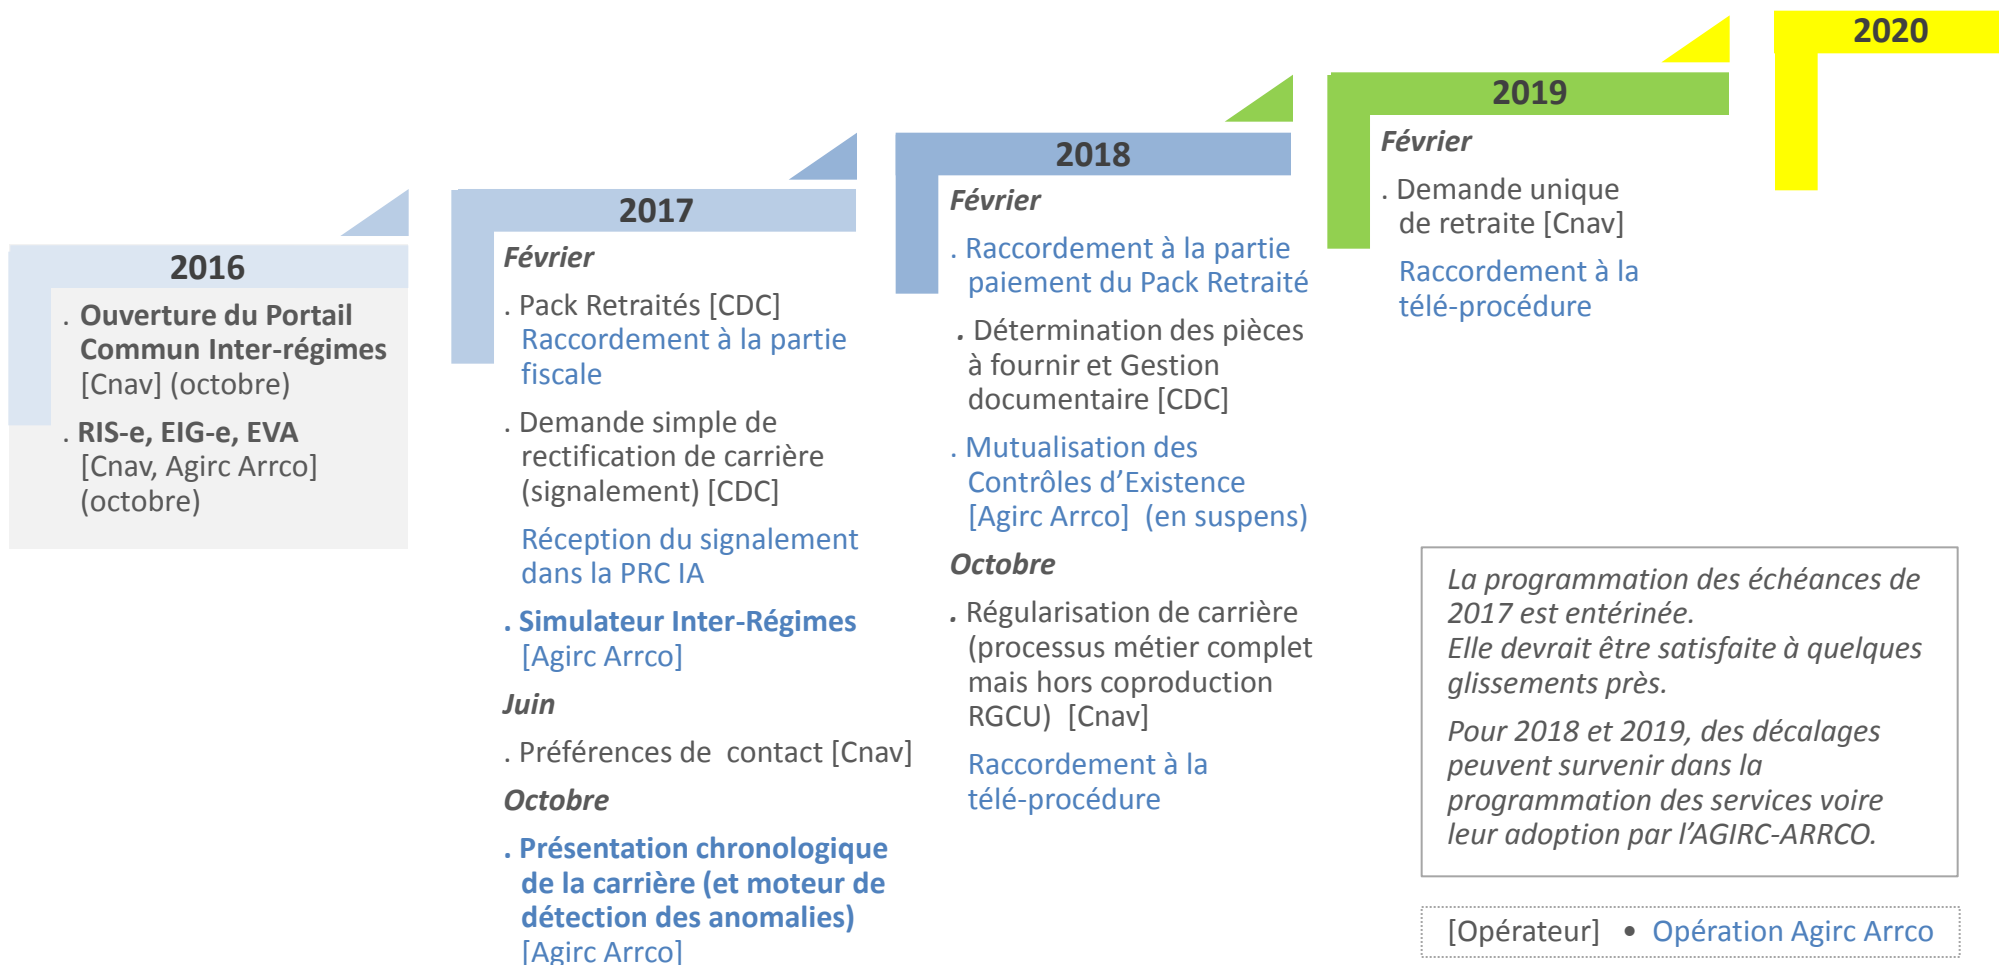 2016
. Ouverture du Portail
Commun Inter-régimes
[Cnav] (octobre)
. RIS-e, EIG-e, EVA
[Cnav, Agirc Arrco]
(octobre)
2017
Février
. Pack Retraités [CDC]
Raccordement à la partie
fiscale
. Demande simple de
rectification de carrière
(signalement) [CDC]
Réception du signalement
dans la PRC IA
. Simulateur Inter-Régimes
[Agirc Arrco]
Juin
. Préférences de contact [Cnav]
Octobre
. Présentation chronologique
de la carrière (et moteur de
détection des anomalies)
[Agirc Arrco]
2018
Février
. Raccordement à la partie
paiement du Pack Retraité
. Détermination des pièces
à fournir et Gestion
documentaire [CDC]
. Mutualisation des
Contrôles d’Existence
[Agirc Arrco] (en suspens)
Octobre
. Régularisation de carrière
(processus métier complet
mais hors coproduction
RGCU) [Cnav]
Raccordement à la
télé-procédure
2019
Février
. Demande unique
de retraite [Cnav]
Raccordement à la
télé-procédure
2020
La programmation des échéances de
2017 est entérinée.
Elle devrait être satisfaite à quelques
glissements près.
Pour 2018 et 2019, des décalages
peuvent survenir dans la
programmation des services voire
leur adoption par l’AGIRC-ARRCO.
[Opérateur] • Opération Agirc Arrco